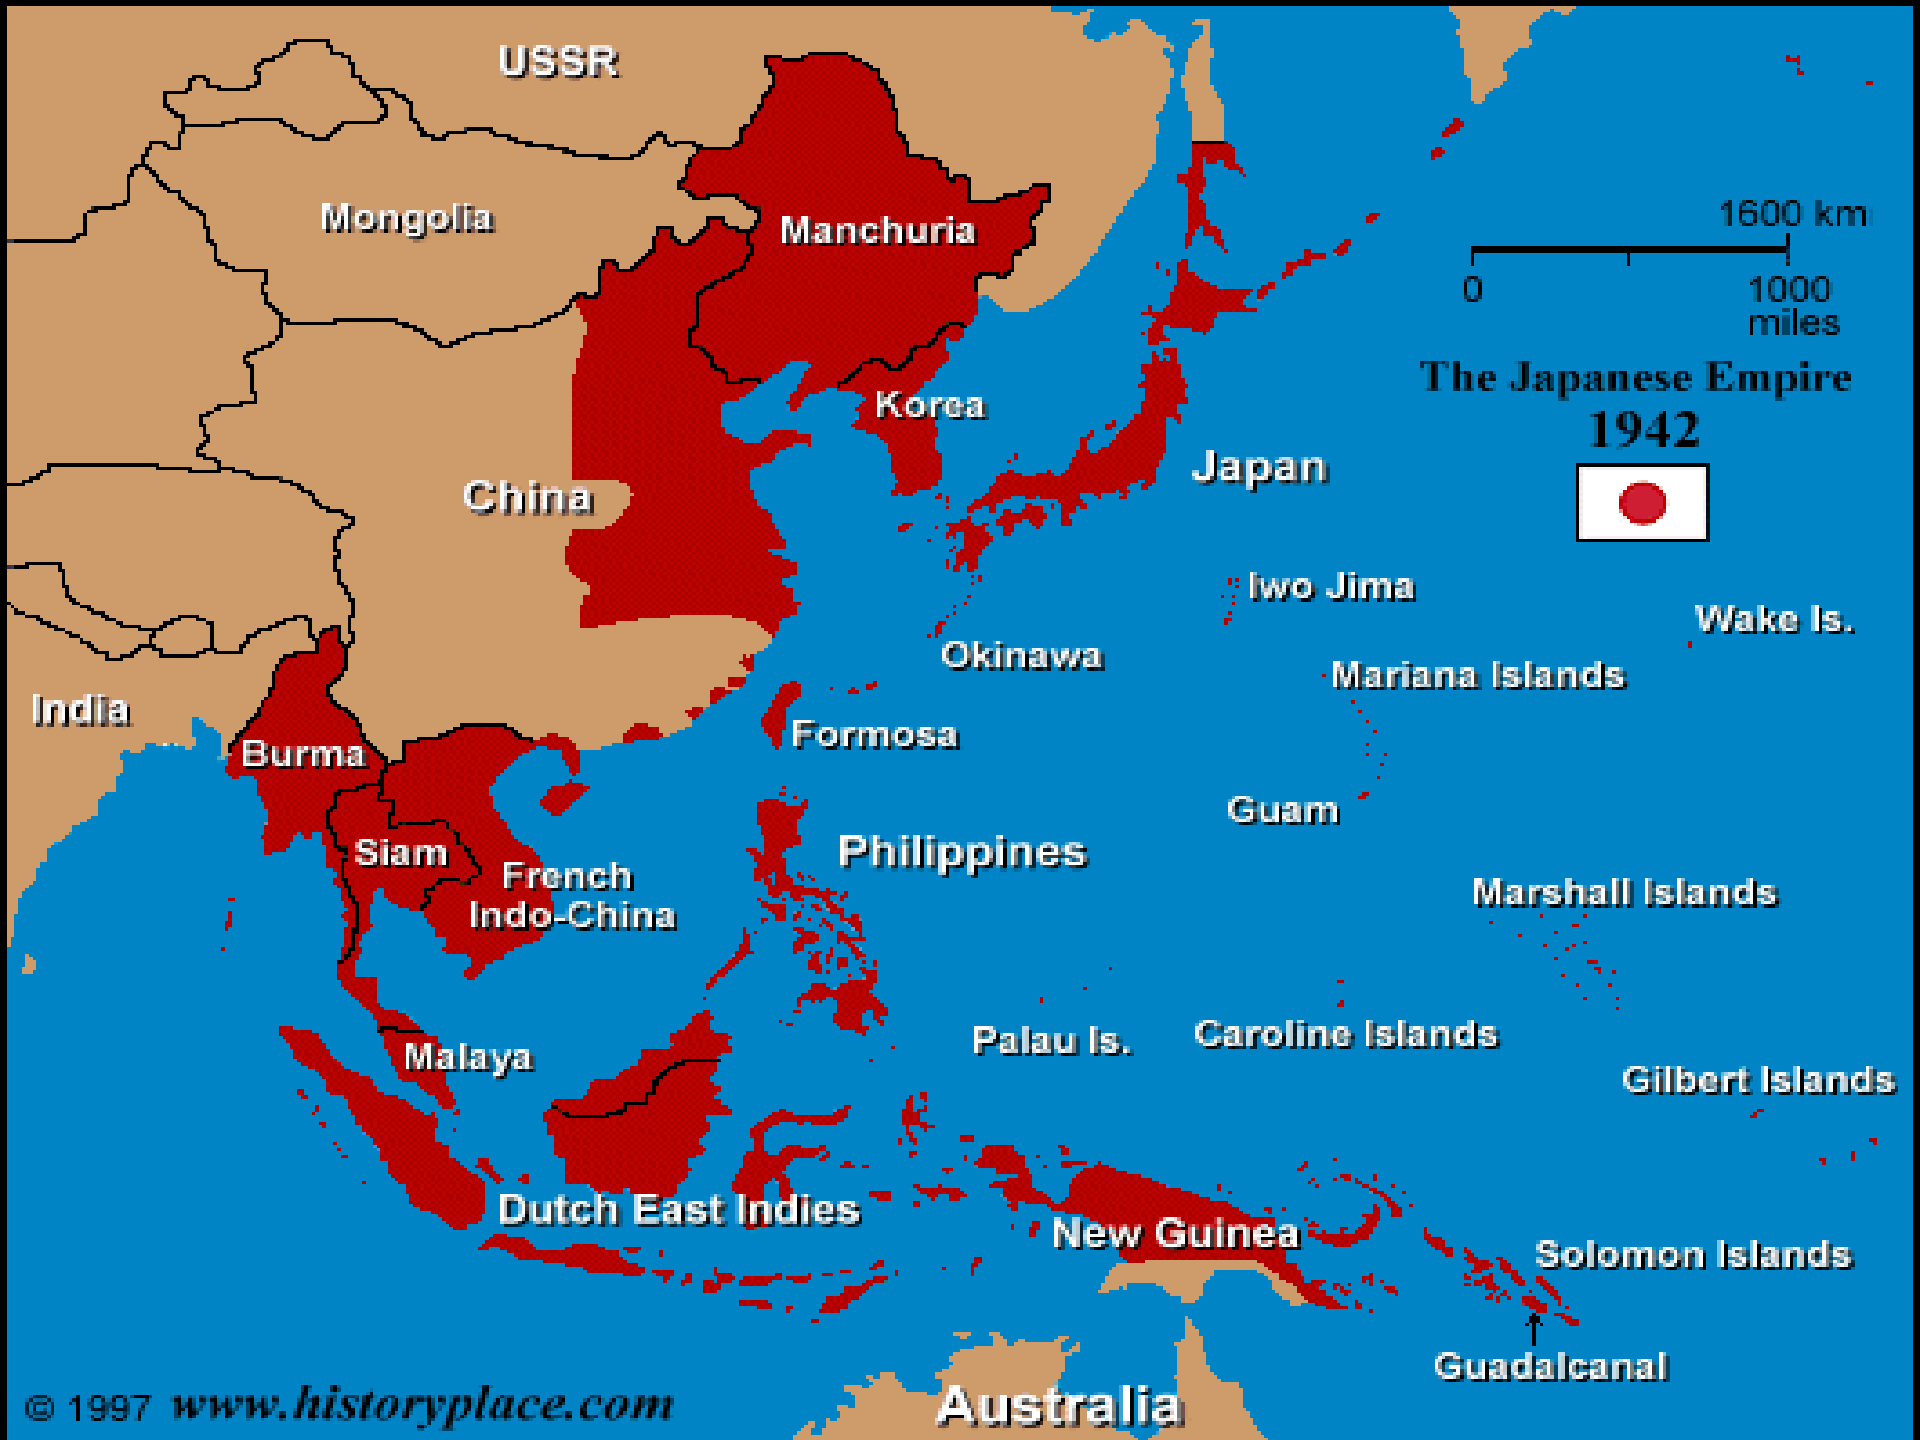 USSR
Mongolia
Manchuria
1600 km
0
1000
miles
The Japanese Empire
1942
Korea
Japan
China
Iwo Jima
Wake Is.
Okinawa
Mariana Islands
India
Formosa
Burma
Guam
Siam
Philippines
French
Indo-China
Marshall Islands
Palau Is.
Caroline Islands
Malaya
Gilbert Islands
Dutch East Indies
New Guinea
Solomon Islands
Guadalcanal
Australia
© 1997 www.historyplace.com